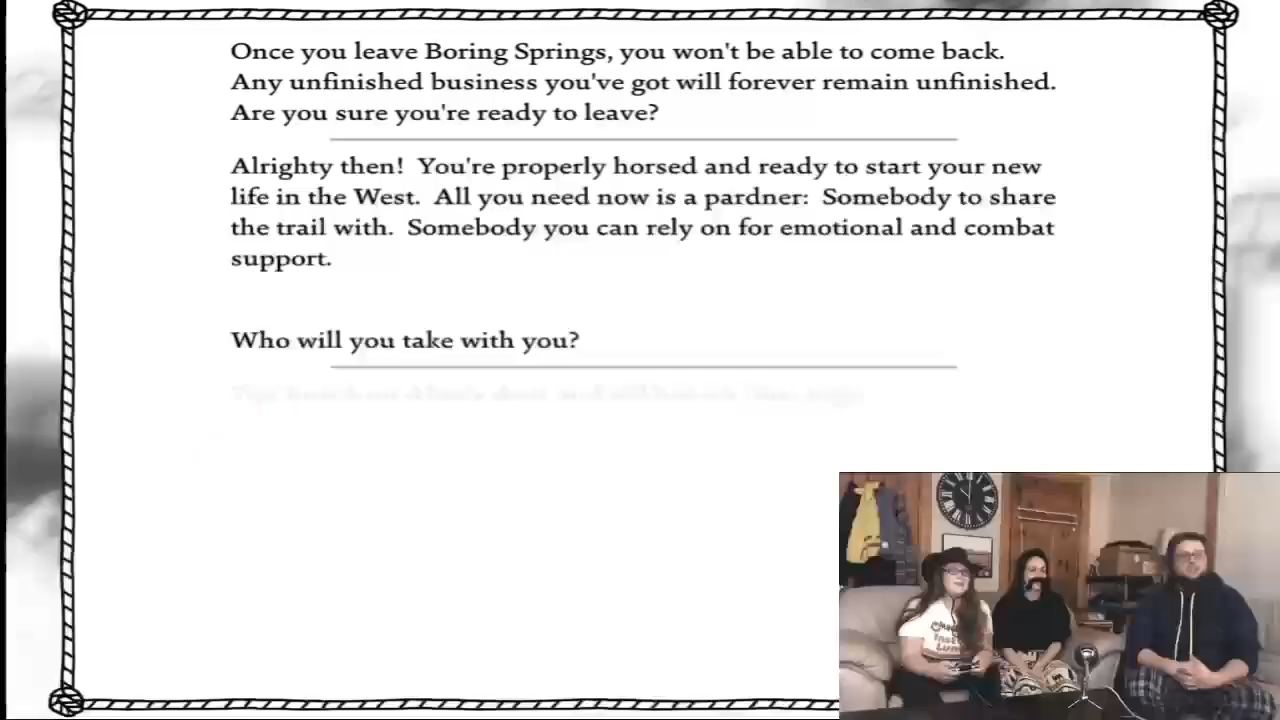 Once you leave Boring Springs, you won't be able to come back.
Any unfinished business you've got will forever remain unfinished.
Are you sure you're ready to leave?
Alrighty then!  You're properly horsed and ready to start your new
life in the West.  All you need now is a pardner:  Somebody to share
the trail with.  Somebody you can rely on for emotional and combat
support.
Who will you take with you?